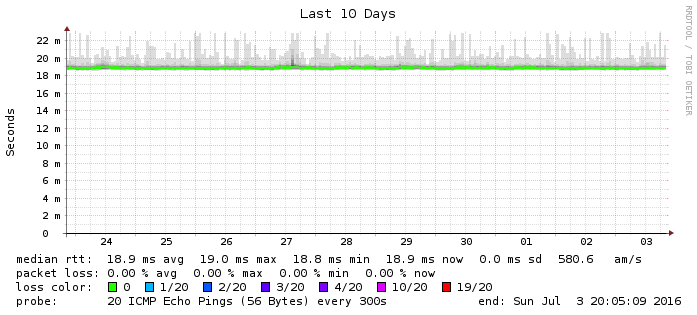 Last 10 Days
RRDTOOL / TOBI OETIKER
Seconds
22 m
20 m
18 m
16 m
14 m
12 m
10 m
8 m
6 m
4 m
2 m
0
24 25 26 27 28 29 30 01 02 03
median rtt: 18.9 ms avg 19.0 ms max 18.8 ms min 18.9 ms now 0.0 ms sd 580.6 am/s
packet loss: 0.00 % avg 0.00 % max 0.00 % min 0.00 % now
loss color: 0 1/20 2/20 3/20 4/20 10/20 19/20
probe: 20 ICMP Echo Pings (56 Bytes) every 300s end: Sun Jul 3 20:05:09 2016